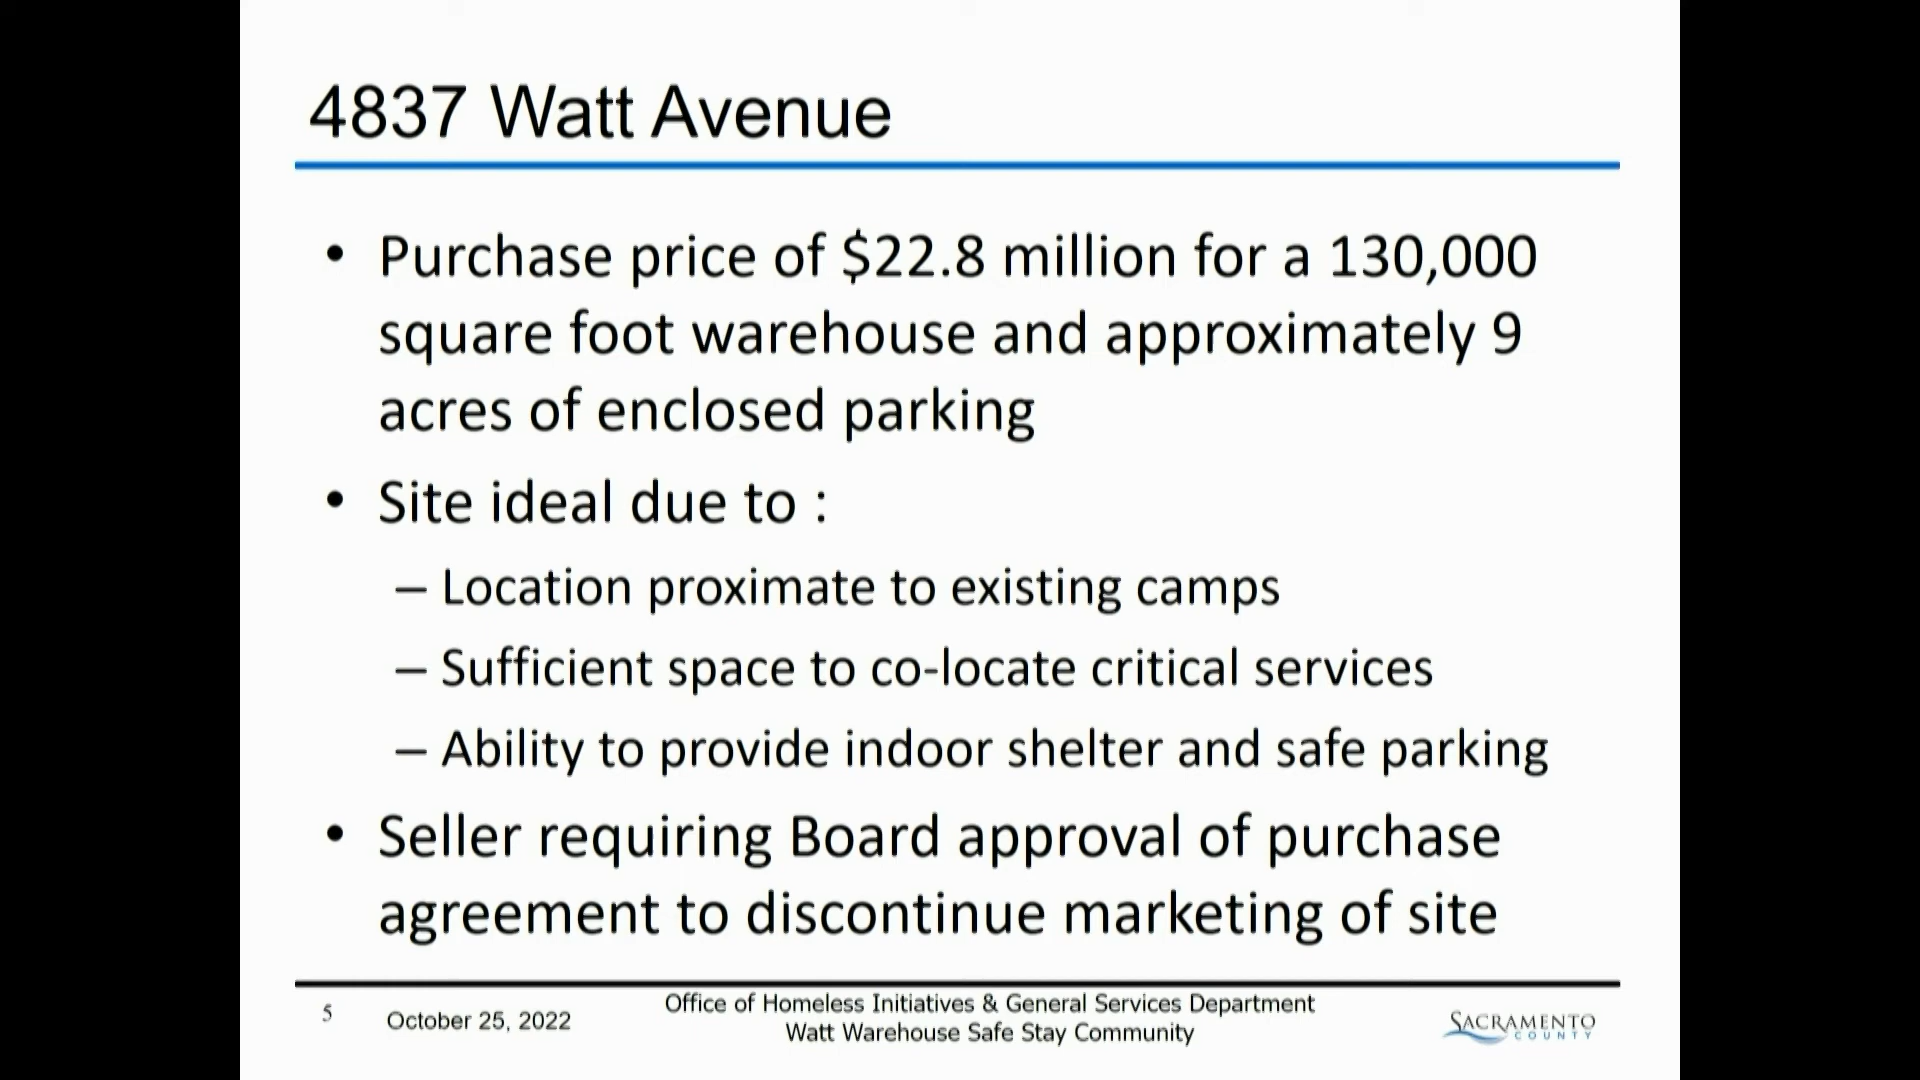 4837 Watt Avenue
• Purchase price of $22.8 million for a 130,000
square foot warehouse and approximately 9
acres of enclosed parking
• Site ideal due to :
– Location proximate to existing camps
– Sufficient space to co-locate critical services
– Ability to provide indoor shelter and safe parking
• Seller requiring Board approval of purchase
agreement to discontinue marketing of site
5
October 25, 2022
Office of Homeless Initiatives & General Services Department
Watt Warehouse Safe Stay Community
SACRAMENTO
COUNTY